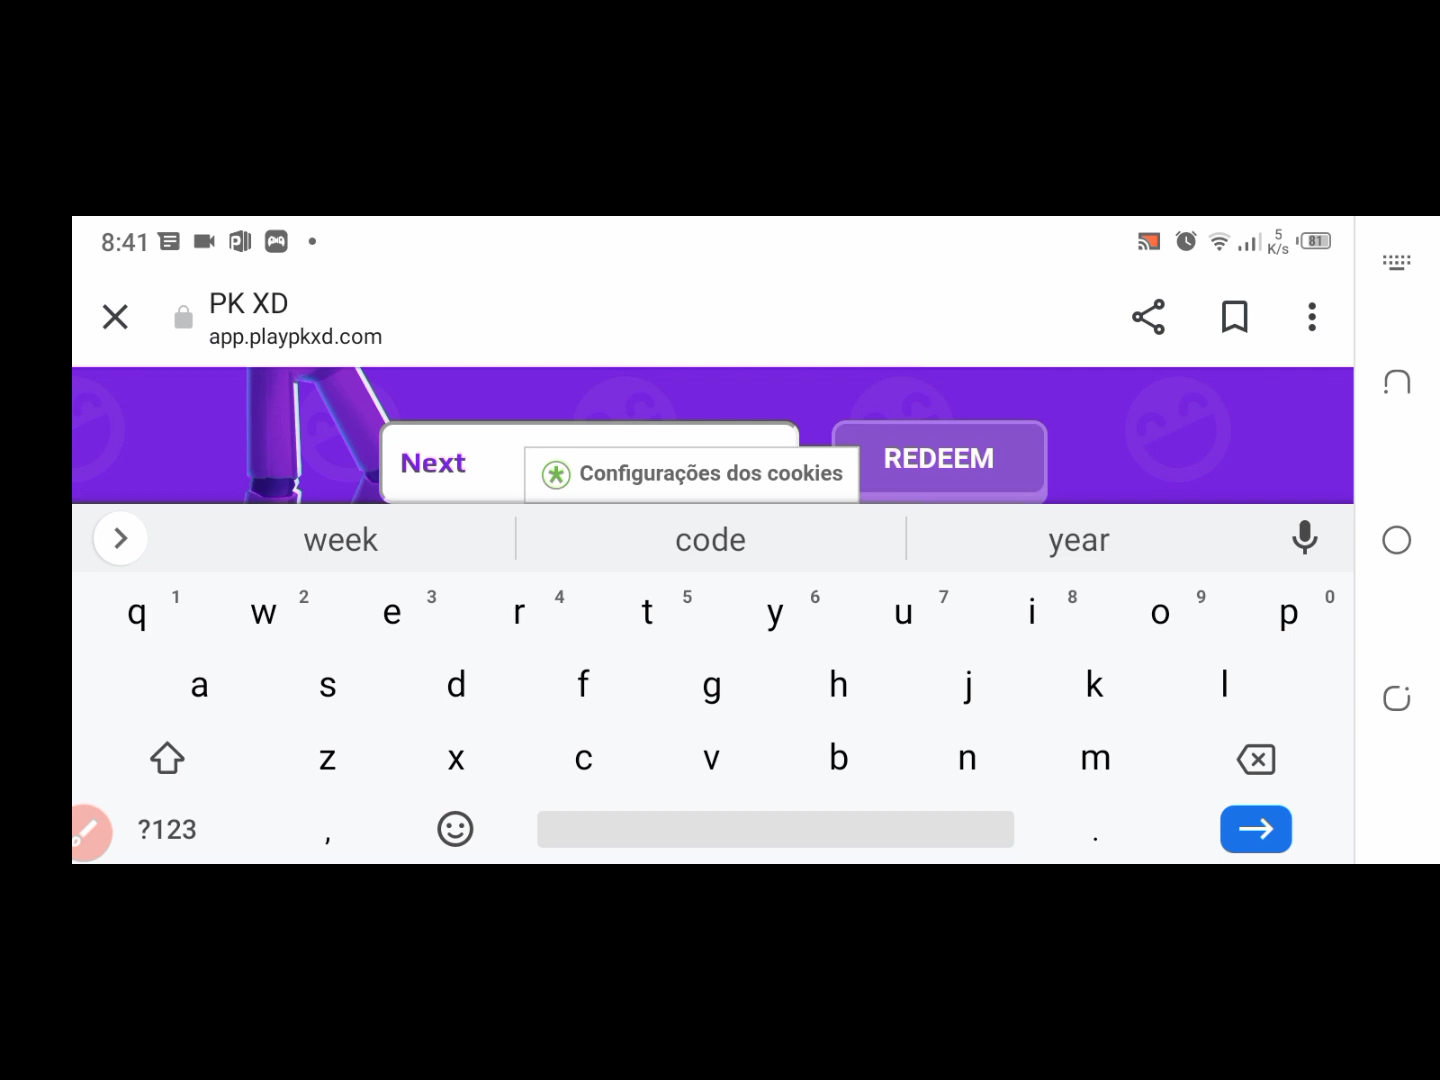 8:41
5
K/s
81
PK XD
app.playpkxd.com
Next
REDEEM
Configurações dos cookies
week code year
q 1 w 2 e 3 r 4 t 5 y 6 u 7 i 8 o 9 p 0
a s d f g h j k l
z x c v b n m
?123 , .